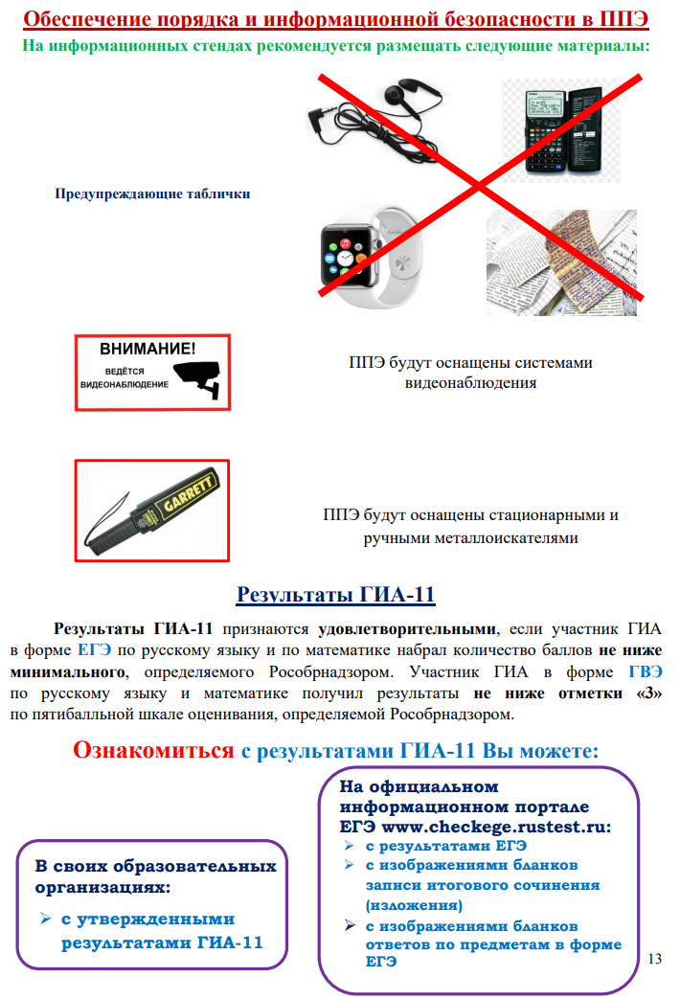 Обеспечение порядка и информационной безопасности в ППЭ
На информационных стендах рекомендуется размещать следующие материалы:
Предупреждающие таблички
ВНИМАНИЕ!
ВЕДЁТСЯ
ВИДЕОНАБЛЮДЕНИЕ
ППЭ будут оснащены системами
видеонаблюдения
GARRETT
ППЭ будут оснащены стационарными и
ручными металлоискателями
Результаты ГИА-11
Результаты ГИА-11 признаются удовлетворительными, если участник ГИА
в форме ЕГЭ по русскому языку и по математике набрал количество баллов не ниже
минимального, определяемого Рособрнадзором. Участник ГИА в форме ГВЭ
по русскому языку и математике получил результаты не ниже отметки «3»
по пятибалльной шкале оценивания, определяемой Рособрнадзором.
Ознакомиться с результатами ГИА-11 Вы можете:
В своих образовательных
организациях:
➢ с утвержденными
результатами ГИА-11
На официальном
информационном портале
ЕГЭ www.checkege.rustest.ru:
➢ с результатами ЕГЭ
➢ с изображениями бланков
записи итогового сочинения
(изложения)
➢ с изображениями бланков
ответов по предметам в форме
ЕГЭ
13